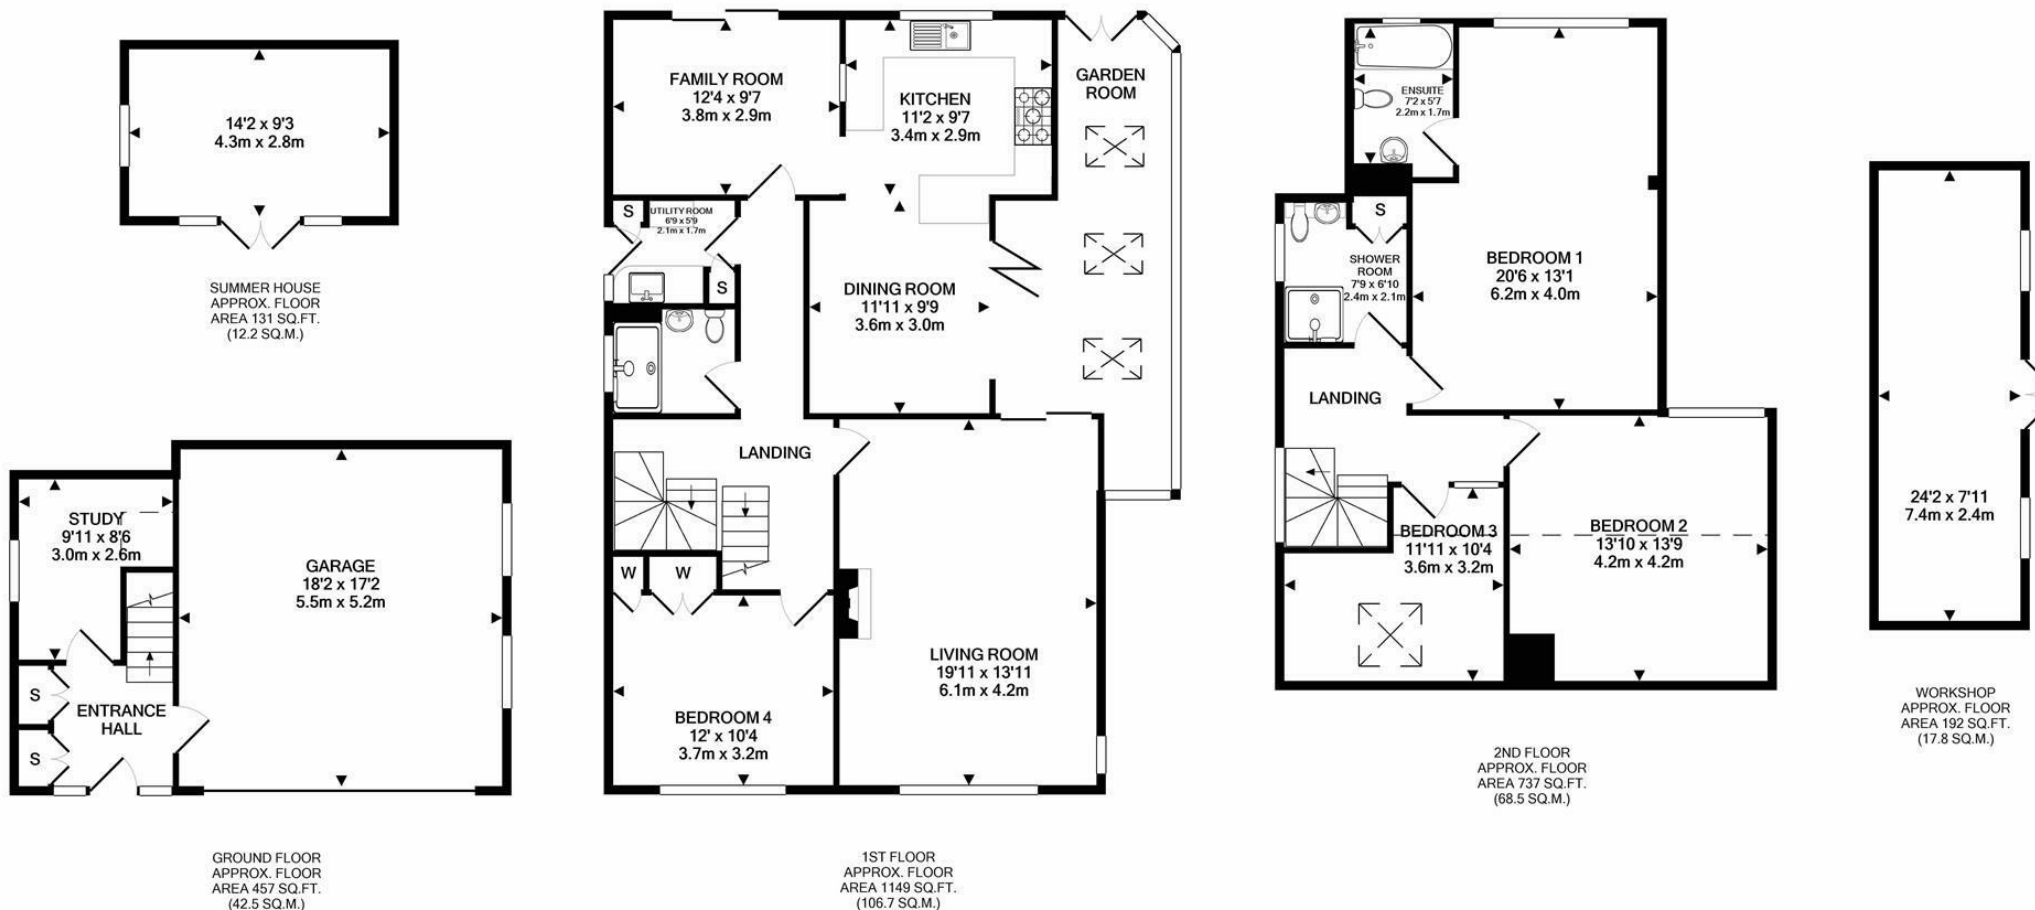 14'2 x 9'3
4.3m x 2.8m
SUMMER HOUSE
APPROX. FLOOR
AREA 131 SQ.FT.
(12.2 SQ.M.)
STUDY
9'11 x 8'6
3.0m x 2.6m
GARAGE
18'2 x 17'2
5.5m x 5.2m
S
S
ENTRANCE
HALL
GROUND FLOOR
APPROX. FLOOR
AREA 457 SQ.FT.
(42.5 SQ.M.)
FAMILY ROOM
12'4 x 9'7
3.8m x 2.9m
KITCHEN
11'2 x 9'7
3.4m x 2.9m
GARDEN
ROOM
S
UTILITY ROOM
6'9 x 5'9
2.1m x 1.7m
S
DINING ROOM
11'11 x 9'9
3.6m x 3.0m
LANDING
W
W
LIVING ROOM
19'11 x 13'11
6.1m x 4.2m
BEDROOM 4
12' x 10'4
3.7m x 3.2m
1ST FLOOR
APPROX. FLOOR
AREA 1149 SQ.FT.
(106.7 SQ.M.)
ENSUITE
7'2 x 5'7
2.2m x 1.7m
S
SHOWER
ROOM
7'9 x 6'10
2.4m x 2.1m
BEDROOM 1
20'6 x 13'1
6.2m x 4.0m
LANDING
BEDROOM 3
11'11 x 10'4
3.6m x 3.2m
BEDROOM 2
13'10 x 13'9
4.2m x 4.2m
2ND FLOOR
APPROX. FLOOR
AREA 737 SQ.FT.
(68.5 SQ.M.)
24'2 x 7'11
7.4m x 2.4m
WORKSHOP
APPROX. FLOOR
AREA 192 SQ.FT.
(17.8 SQ.M.)